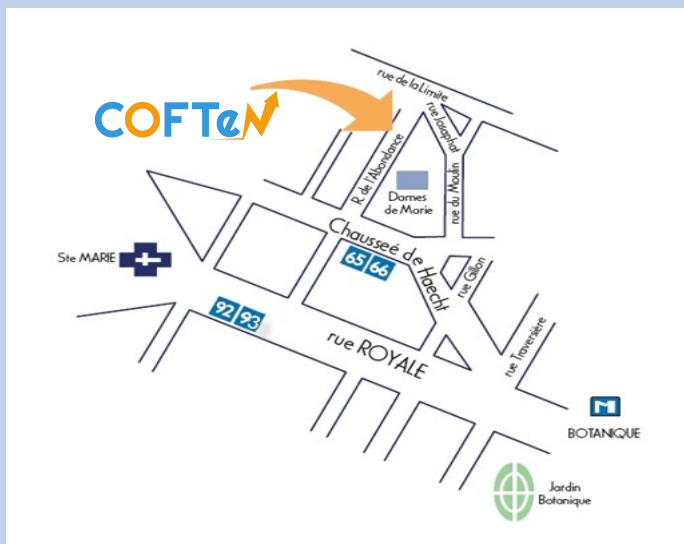 rue de la Limite
COFTeN
rue Josaphat
R. de l'Abondance
rue du Moulin
Dames
de Marie
Chausseé de Haecht
Ste MARIE
65 66
rue Gillon
92 93
rue ROYALE
rue Traversière
M
BOTANIQUE
Jardin
Botanique